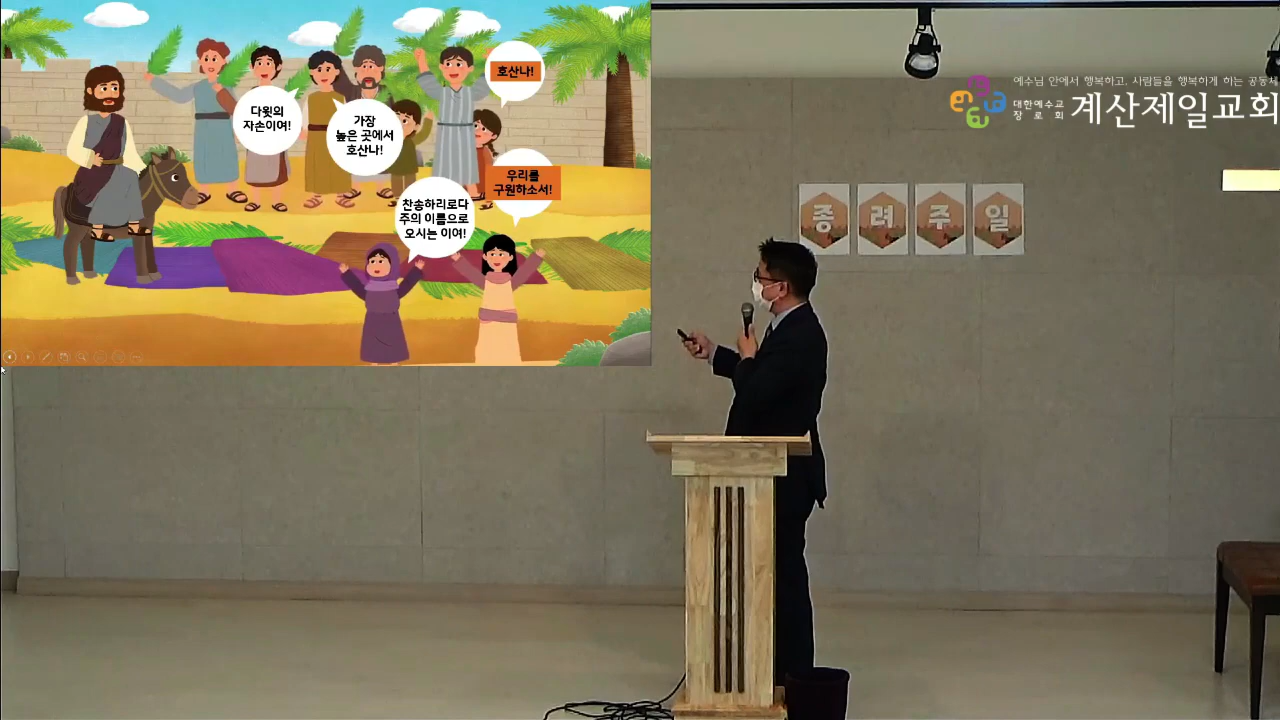 호산나!
다윗의
자손이여!
가장
높은 곳에서
호산나!
우리를
구원하소서!
찬송하리로다
주의 이름으로
오시는 이여!
예수님 안에서 행복하고, 사람들을 행복하게 하는 공동체
대한예수교
장로회
계산제일교회
종려주일